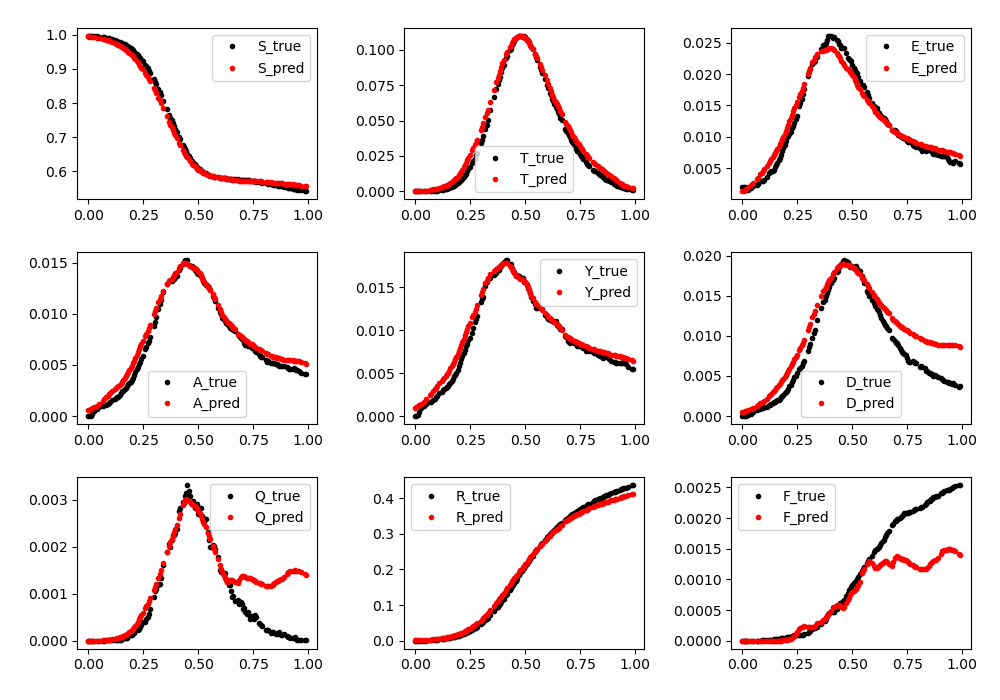 1.0
0.9
0.8
0.7
0.6
S_true
S_pred
0.00 0.25 0.50 0.75 1.00
0.100
0.075
0.050
0.025
0.000
T_true
T_pred
0.00 0.25 0.50 0.75 1.00
0.025
0.020
0.015
0.010
0.005
E_true
E_pred
0.00 0.25 0.50 0.75 1.00
0.015
0.010
0.005
0.000
A_true
A_pred
0.00 0.25 0.50 0.75 1.00
0.015
0.010
0.005
0.000
Y_true
Y_pred
0.00 0.25 0.50 0.75 1.00
0.020
0.015
0.010
0.005
0.000
D_true
D_pred
0.00 0.25 0.50 0.75 1.00
0.003
0.002
0.001
0.000
Q_true
Q_pred
0.00 0.25 0.50 0.75 1.00
0.4
0.3
0.2
0.1
0.0
R_true
R_pred
0.00 0.25 0.50 0.75 1.00
0.0025
0.0020
0.0015
0.0010
0.0005
0.0000
F_true
F_pred
0.00 0.25 0.50 0.75 1.00